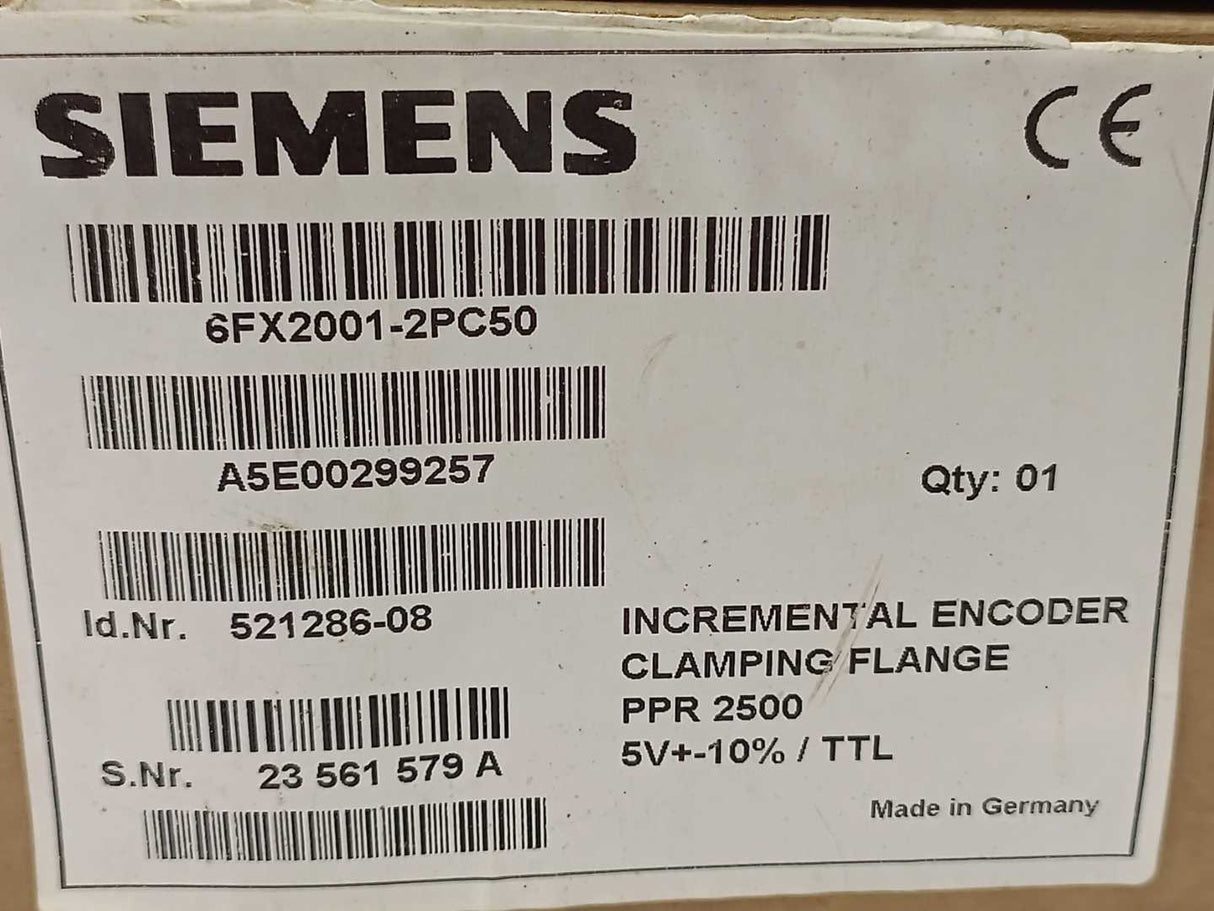 SIEMENS
CE
6FX2001-2PC50
A5E00299257
Qty: 01
Id.Nr. 521286-08
INCREMENTAL ENCODER
CLAMPING FLANGE
PPR 2500
5V+-10% / TTL
S.Nr. 23 561 579 A
Made in Germany